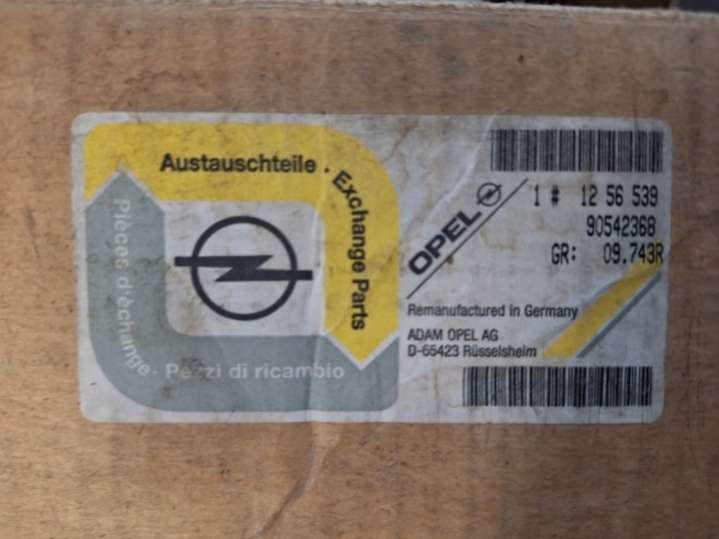 Austauschteile · Exchange Parts
Pièces d'échange · Pezzi di ricambio
OPEL
1 # 12 56 539
90542368
GR: 09.743R
Remanufactured in Germany
ADAM OPEL AG
D-65423 Rüsselsheim